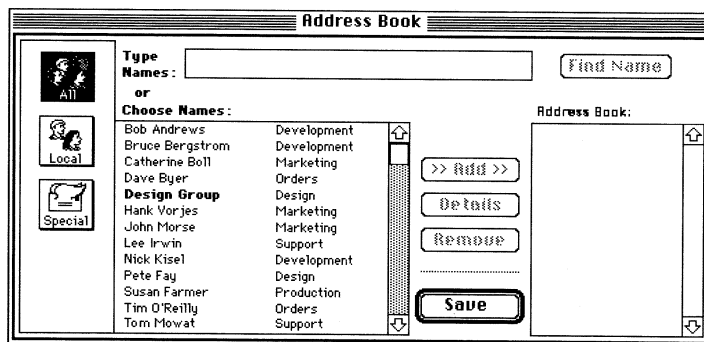 Address Book
All
Local
Special
Type
Names:
or
Choose Names:
Find Name
Bob Andrews Development
Bruce Bergstrom Development
Catherine Boll Marketing
Dave Byer Orders
Design Group Design
Hank Vorjes Marketing
John Morse Marketing
Lee Irwin Support
Nick Kisel Development
Pete Fay Design
Susan Farmer Production
Tim O'Reilly Orders
Tom Mowat Support
>> Add >>
Details
Remove
Save
Address Book: